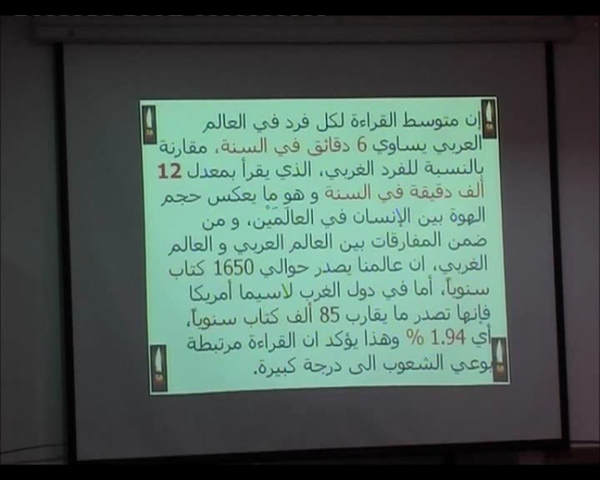 إن متوسط القراءة لكل فرد في العالم
العربي يساوي 6 دقائق في السنة، مقارنة
بالنسبة للفرد الغربي، الذي يقرأ بمعدل 12
ألف دقيقة في السنة و هو ما يعكس حجم
الهوة بين الإنسان في العالَمَيْن، و من
ضمن المفارقات بين العالم العربي و العالم
الغربي، ان عالمنا يصدر حوالي 1650 كتاب
سنوياً، أما في دول الغرب لاسيما أمريكا
فإنها تصدر ما يقارب 85 ألف كتاب سنوياً،
أي 1.94 % وهذا يؤكد ان القراءة مرتبطة
بوعي الشعوب الى درجة كبيرة.